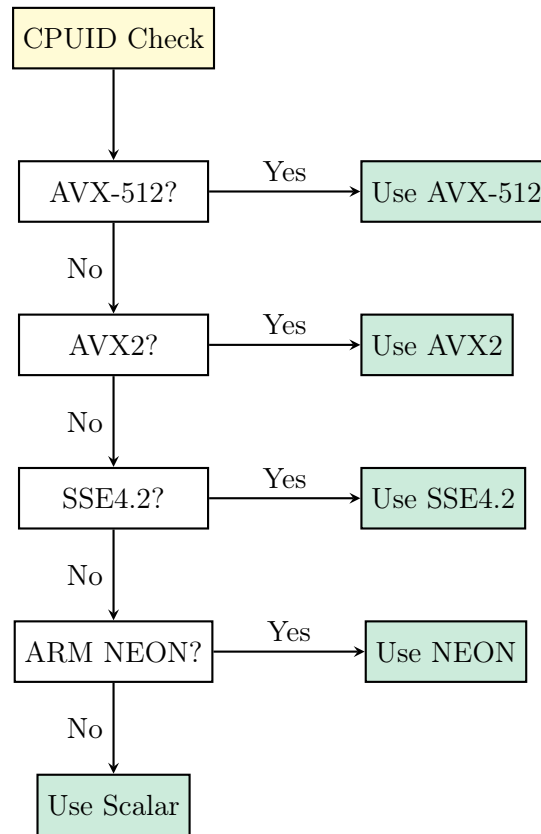 CPUID Check
AVX-512?
Yes
Use AVX-512
No
AVX2?
Yes
Use AVX2
No
SSE4.2?
Yes
Use SSE4.2
No
ARM NEON?
Yes
Use NEON
No
Use Scalar